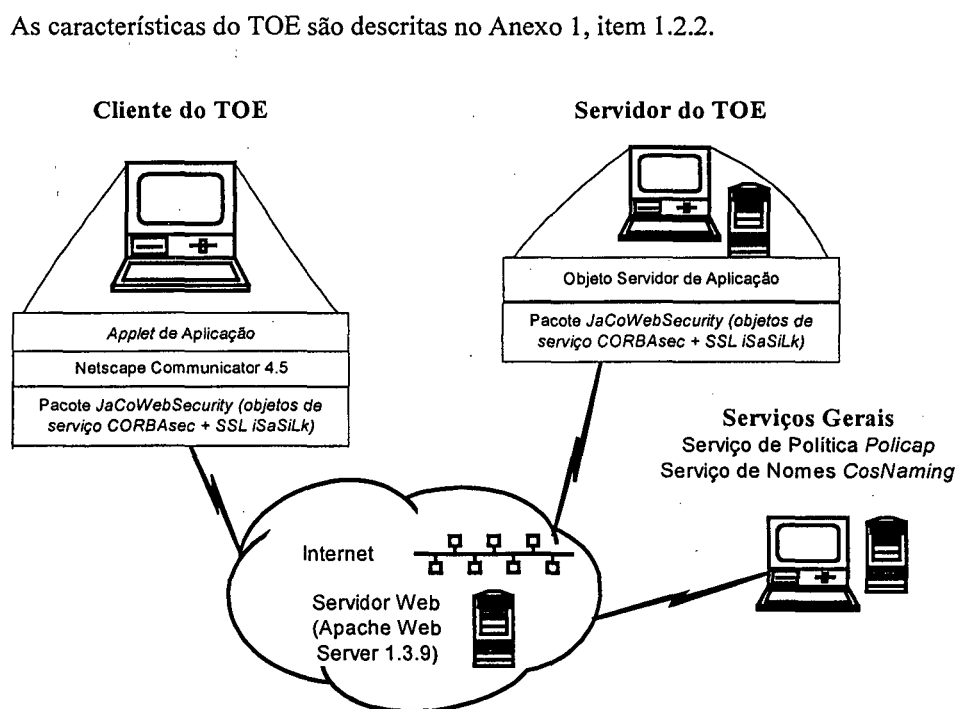 As características do TOE são descritas no Anexo 1, item 1.2.2.
Cliente do TOE
Applet de Aplicação
Netscape Communicator 4.5
Pacote JaCoWebSecurity (objetos de
serviço CORBAsec + SSL iSaSiLk)
Servidor do TOE
Objeto Servidor de Aplicação
Pacote JaCoWebSecurity (objetos de
serviço CORBAsec + SSL iSaSiLk)
Serviços Gerais
Serviço de Política Policap
Serviço de Nomes CosNaming
Internet
Servidor Web
(Apache Web
Server 1.3.9)